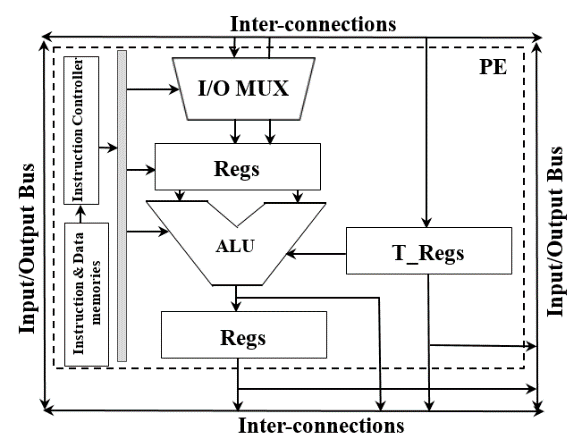 Inter-connections
PE
I/O MUX
Instruction Controller
Regs
Input/Output Bus
Input/Output Bus
ALU
T_Regs
Instruction & Data
memories
Regs
Inter-connections